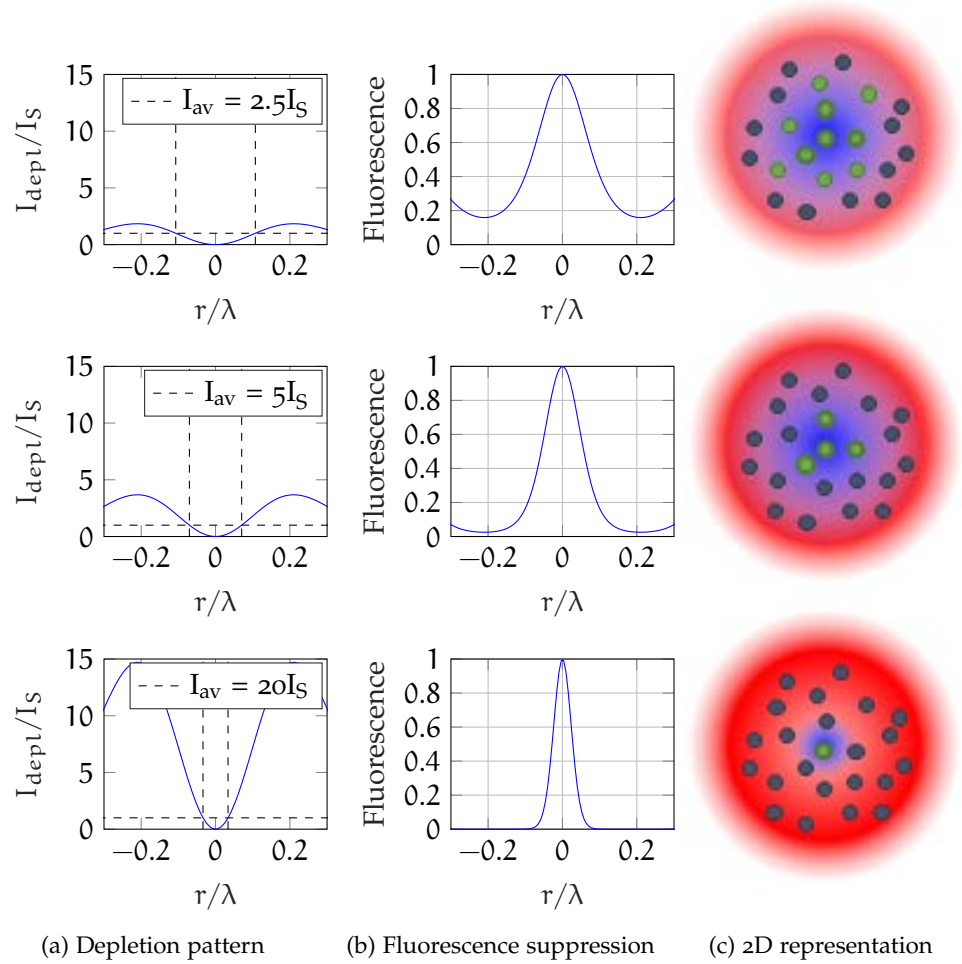 15
10
5
0
−0.2 0 0.2
r/λ
I_depl/I_S
I_av = 2.5I_S
1
0.8
0.6
0.4
0.2
0
−0.2 0 0.2
r/λ
Fluorescence
15
10
5
0
−0.2 0 0.2
r/λ
I_depl/I_S
I_av = 5I_S
1
0.8
0.6
0.4
0.2
0
−0.2 0 0.2
r/λ
Fluorescence
15
10
5
0
−0.2 0 0.2
r/λ
I_depl/I_S
I_av = 20I_S
1
0.8
0.6
0.4
0.2
0
−0.2 0 0.2
r/λ
Fluorescence
(a) Depletion pattern
(b) Fluorescence suppression
(c) 2D representation